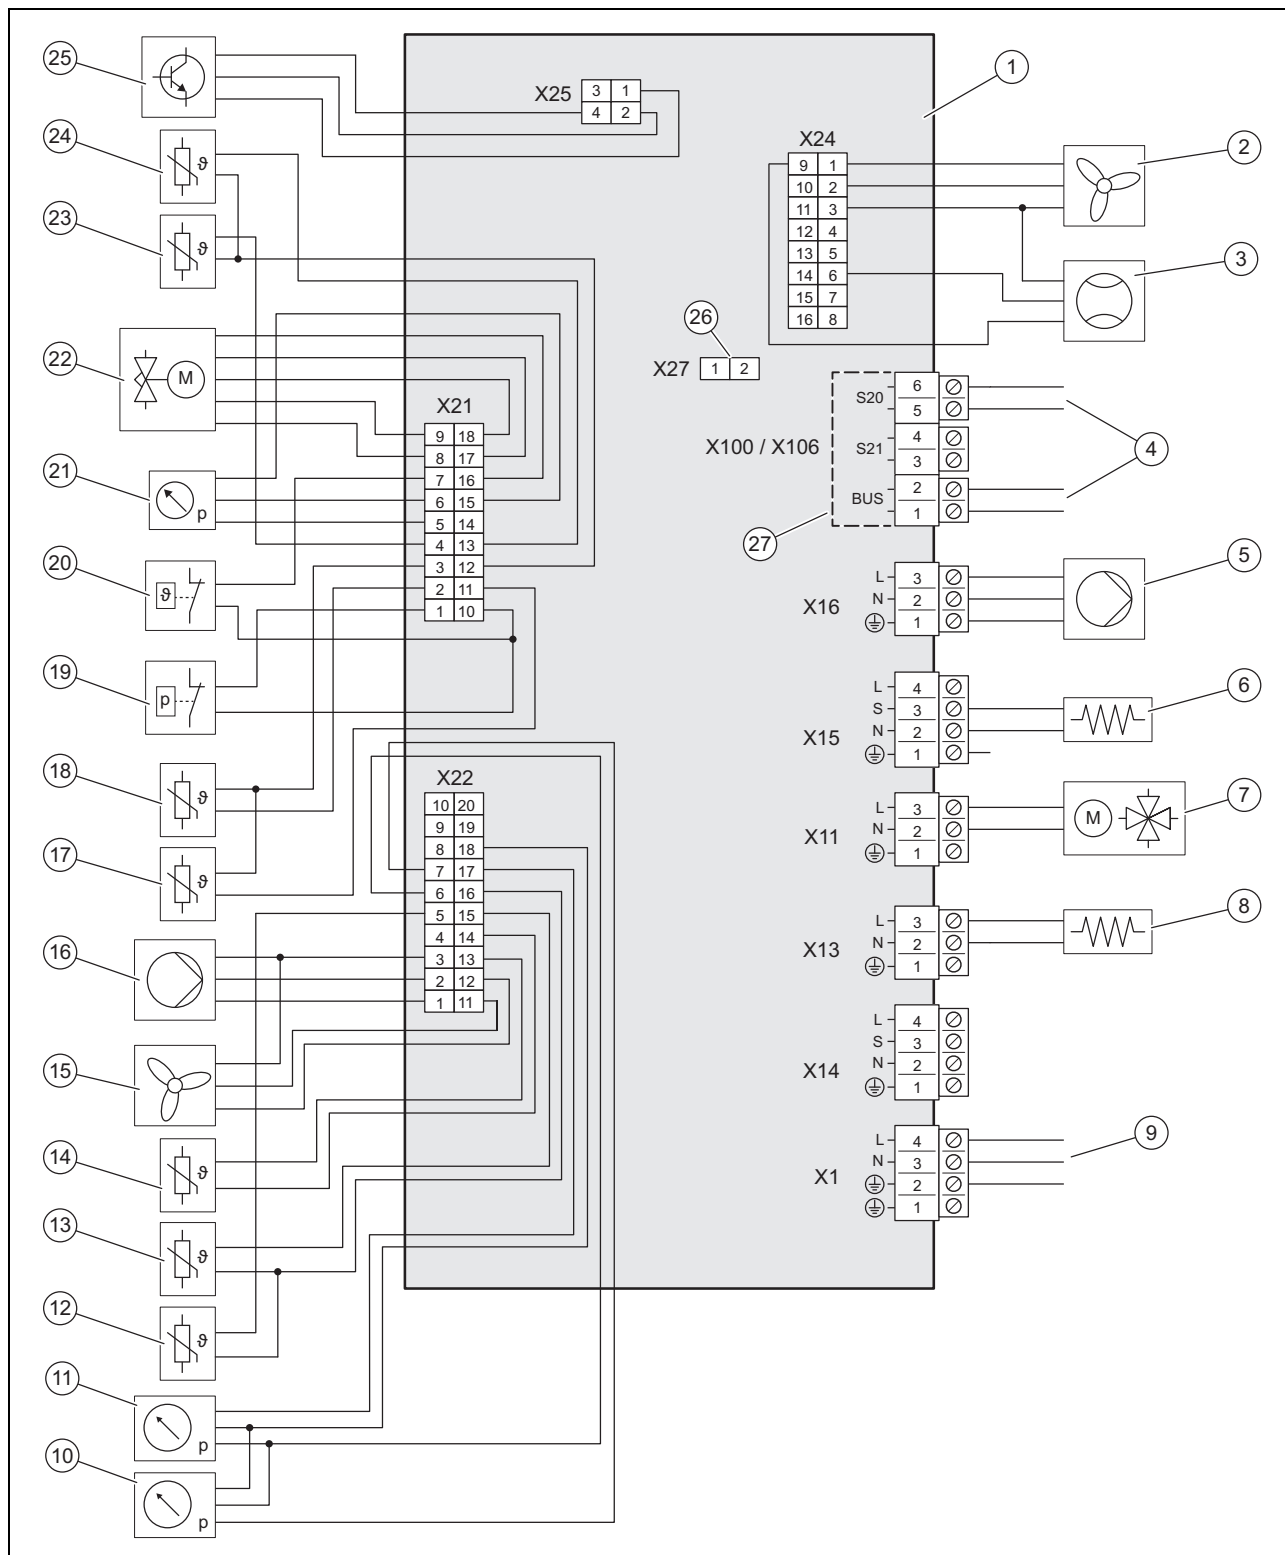 25
X25
3 1
4 2
1
24
ϑ
X24
9 1
10 2
11 3
12 4
13 5
14 6
15 7
16 8
2
23
ϑ
3
26
X27
1 2
22
M
X21
9 18
8 17
7 16
6 15
5 14
4 13
3 12
2 11
1 10
X100 / X106
S20
6
5
S21
4
3
BUS
2
1
4
27
21
p
20
ϑ
X16
L 3
N 2
1
5
19
p
X15
L 4
S 3
N 2
1
6
18
ϑ
X22
10 20
9 19
8 18
7 17
6 16
5 15
4 14
3 13
2 12
1 11
X11
L 3
N 2
1
M
7
17
ϑ
X13
L 3
N 2
1
8
16
X14
L 4
S 3
N 2
1
15
14
ϑ
X1
L 4
N 3
2
1
9
13
ϑ
12
ϑ
11
p
10
p